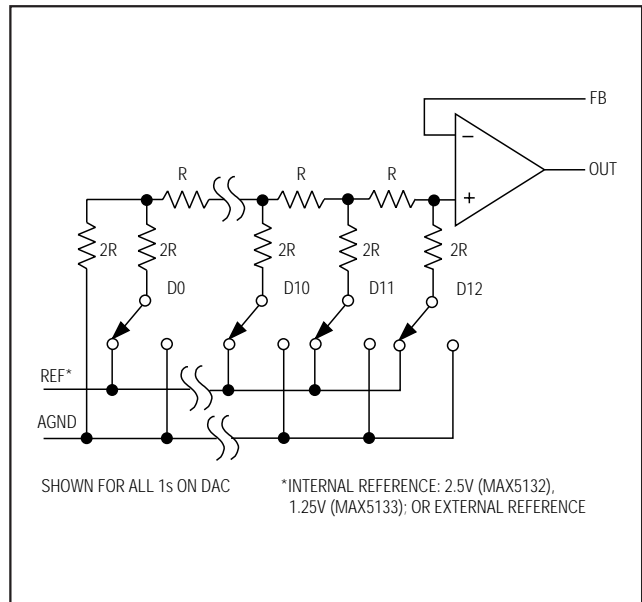 FB
−
OUT
R R R
+
2R 2R 2R 2R 2R
D0 D10 D11 D12
REF*
AGND
SHOWN FOR ALL 1s ON DAC
*INTERNAL REFERENCE: 2.5V (MAX5132),
1.25V (MAX5133); OR EXTERNAL REFERENCE